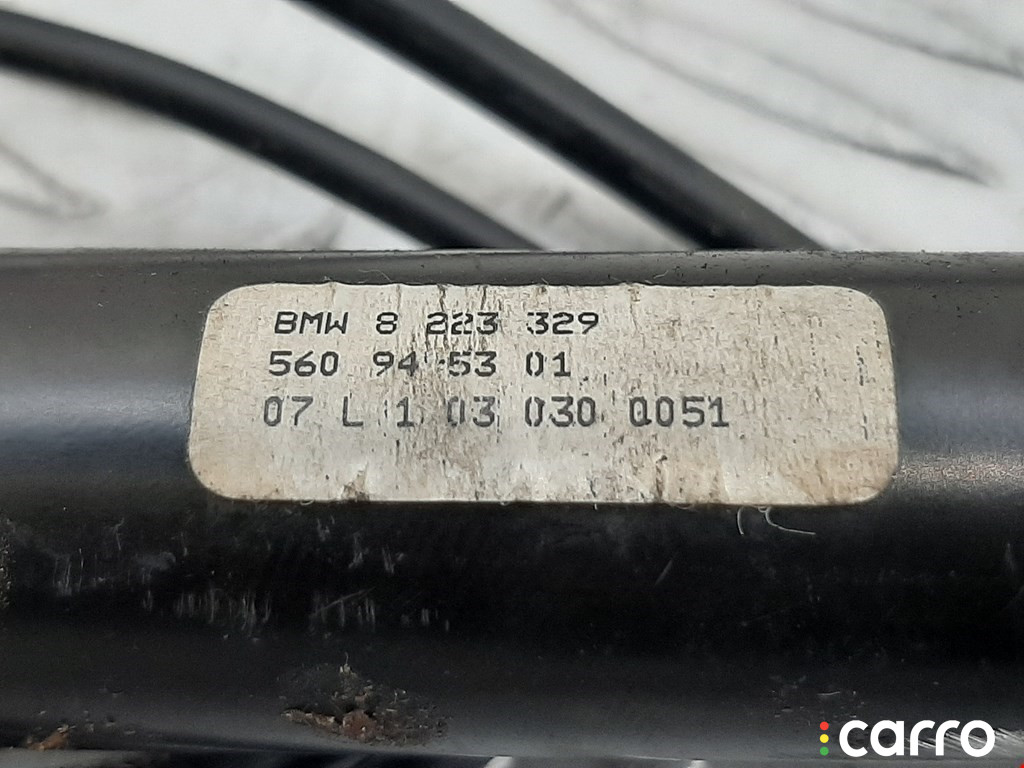 BMW 8 223 329
560 94 53 01
07 L 1 03 030 0051
carro